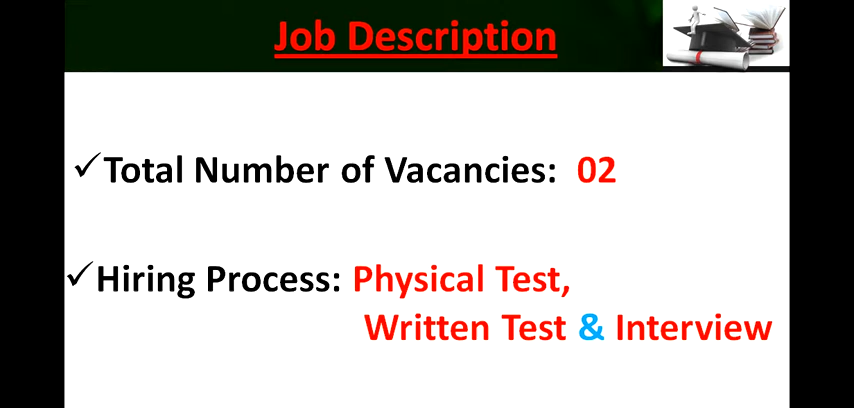 Job Description
✓Total Number of Vacancies: 02
✓Hiring Process: Physical Test,
Written Test & Interview